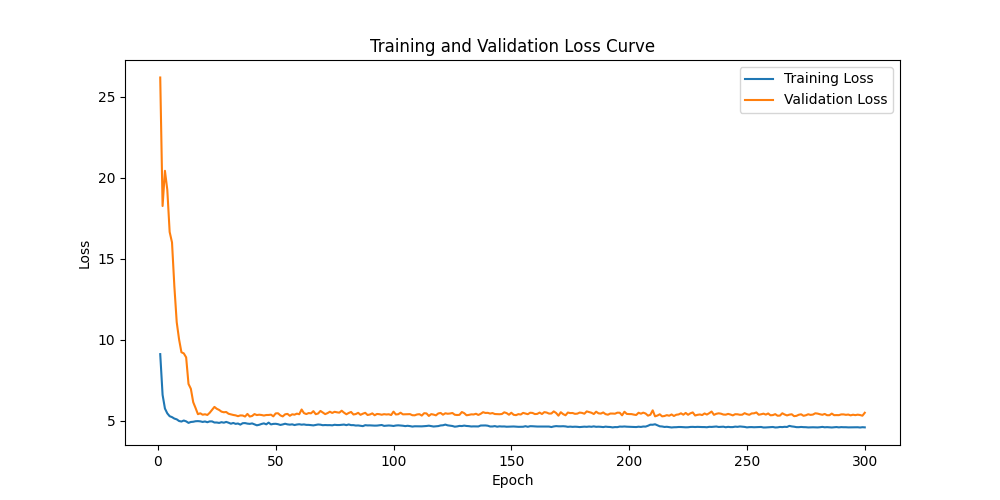 Training and Validation Loss Curve
Training Loss
Validation Loss
Loss
25
20
15
10
5
0 50 100 150 200 250 300
Epoch